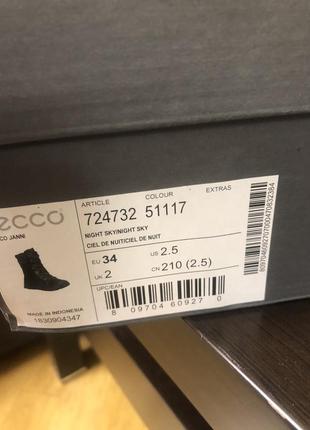 ecco
ARTICLE COLOUR EXTRAS
724732 51117
CO JANNI
NIGHT SKY/NIGHT SKY
CIEL DE NUIT/CIEL DE NUIT
EU 34 US 2.5
UK 2 CN 210 (2.5)
UPC/EAN
MADE IN INDONESIA
1830904347
8 09704 60927 0